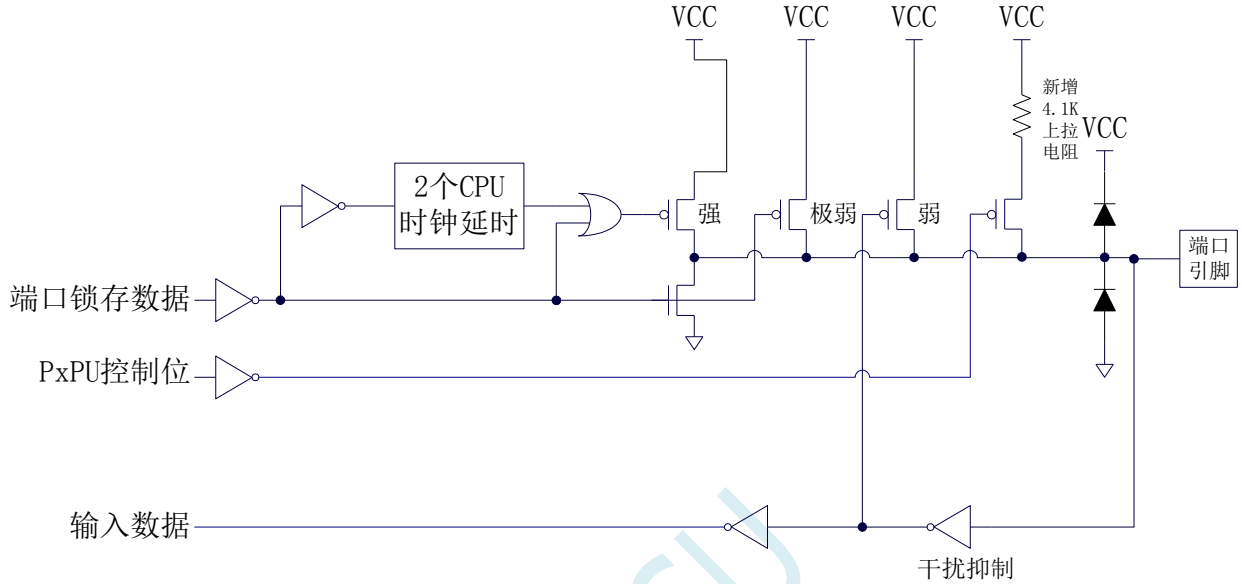 VCC
VCC
VCC
VCC
新增
4.1K
上拉
电阻
VCC
2个CPU
时钟延时
强
极弱
弱
端口
引脚
端口锁存数据
PxPU控制位
输入数据
干扰抑制
CU